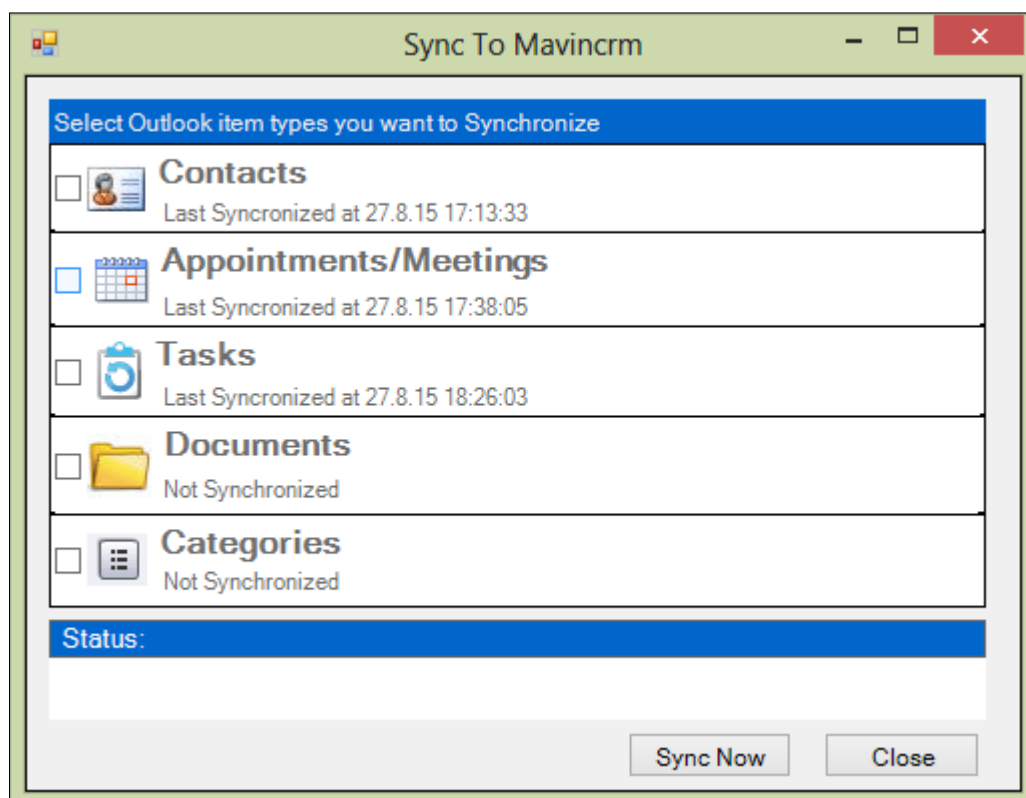 Sync To Mavincrm
Select Outlook item types you want to Synchronize
Contacts
Last Syncronized at 27.8.15 17:13:33
Appointments/Meetings
Last Syncronized at 27.8.15 17:38:05
Tasks
Last Syncronized at 27.8.15 18:26:03
Documents
Not Synchronized
Categories
Not Synchronized
Status:
Sync Now Close